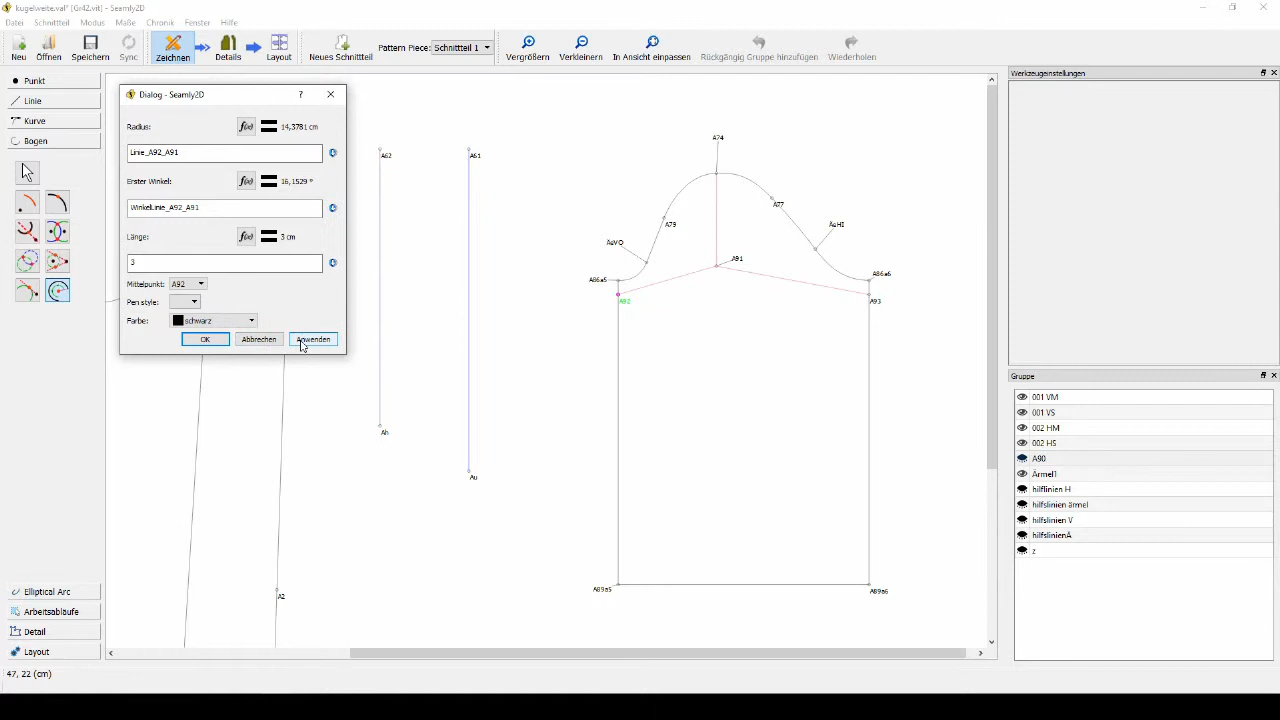 kugelweite.val* [Gr42.vit] - Seamly2D
Datei Schnittteil Modus Maße Chronik Fenster Hilfe
Neu Öffnen Speichern Sync Zeichnen Details Layout Neues Schnittteil Pattern Piece: Schnittteil 1 Vergrößern Verkleinern In Ansicht einpassen Rückgängig Gruppe hinzufügen Wiederholen
Punkt
Linie
Kurve
Bogen
Elliptical Arc
Arbeitsabläufe
Detail
Layout
Dialog - Seamly2D ?
Radius: f(x) 14,3781 cm
Linie_A92_A91
Erster Winkel: f(x) 16,1529 °
WinkelLinie_A92_A91
Länge: f(x) 3 cm
3
Mittelpunkt: A92
Pen style:
Farbe: schwarz
OK Abbrechen Anwenden
A62
A61
Ah
Au
A2
A74
A77
A79
ÄeVO
ÄeHI
A91
A86a5
A86a6
A92
A93
A89a5
A89a6
Werkzeugeinstellungen
Gruppe
001 VM
001 VS
002 HM
002 HS
A90
Ärmel1
hilflinien H
hilfslinien ärmel
hilfslinien V
hilfslinienÄ
z
47, 22 (cm)